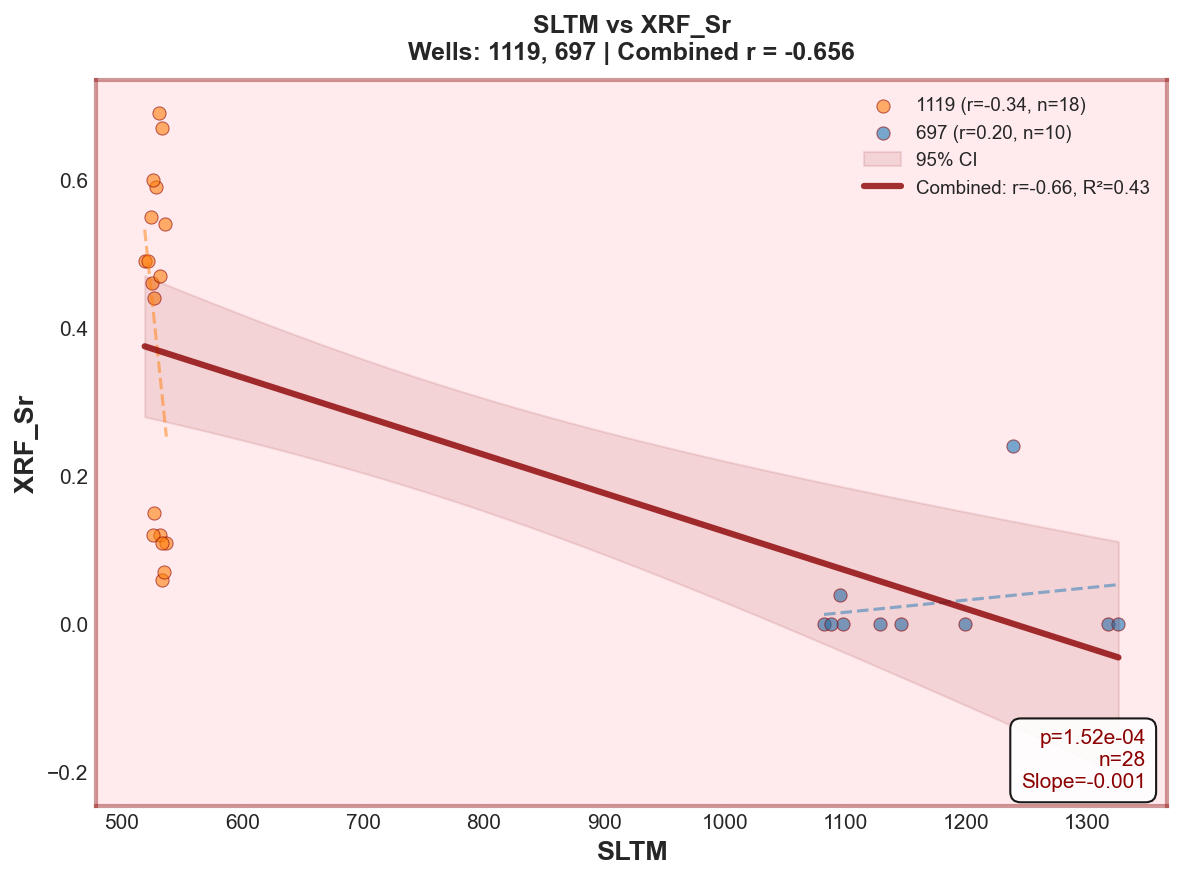 SLTM vs XRF_Sr
Wells: 1119, 697 | Combined r = -0.656
1119 (r=-0.34, n=18)
697 (r=0.20, n=10)
95% CI
Combined: r=-0.66, R²=0.43
XRF_Sr
0.6
0.4
0.2
0.0
−0.2
p=1.52e-04
n=28
Slope=-0.001
500 600 700 800 900 1000 1100 1200 1300
SLTM